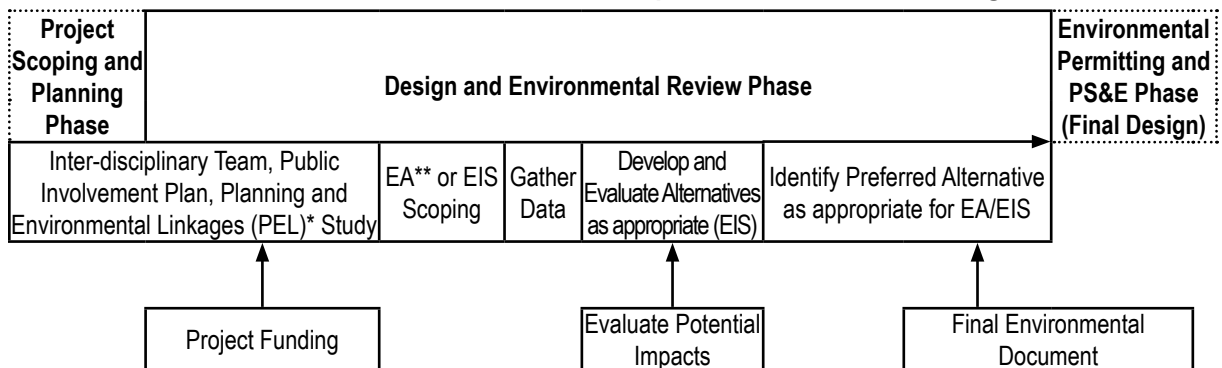 Project
Scoping and
Planning
Phase
Design and Environmental Review Phase
Environmental
Permitting and
PS&E Phase
(Final Design)
Inter-disciplinary Team, Public
Involvement Plan, Planning and
Environmental Linkages (PEL)* Study
EA** or EIS
Scoping
Gather
Data
Develop and
Evaluate Alternatives
as appropriate (EIS)
Identify Preferred Alternative
as appropriate for EA/EIS
Project Funding
Evaluate Potential
Impacts
Final Environmental
Document